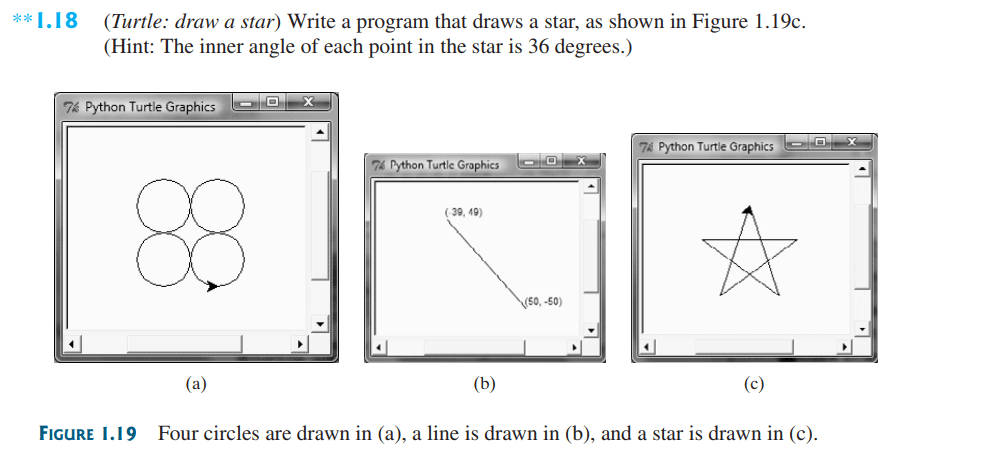 **1.18 (Turtle: draw a star) Write a program that draws a star, as shown in Figure 1.19c.
(Hint: The inner angle of each point in the star is 36 degrees.)
Python Turtle Graphics
Python Turtle Graphics
(-39, 49)
(50, -50)
Python Turtle Graphics
(a)
(b)
(c)
FIGURE 1.19 Four circles are drawn in (a), a line is drawn in (b), and a star is drawn in (c).